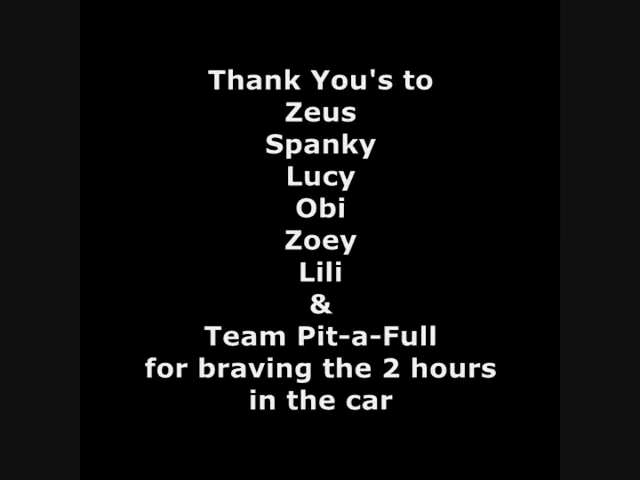 Thank You's to
Zeus
Spanky
Lucy
Obi
Zoey
Lili
&
Team Pit-a-Full
for braving the 2 hours
in the car